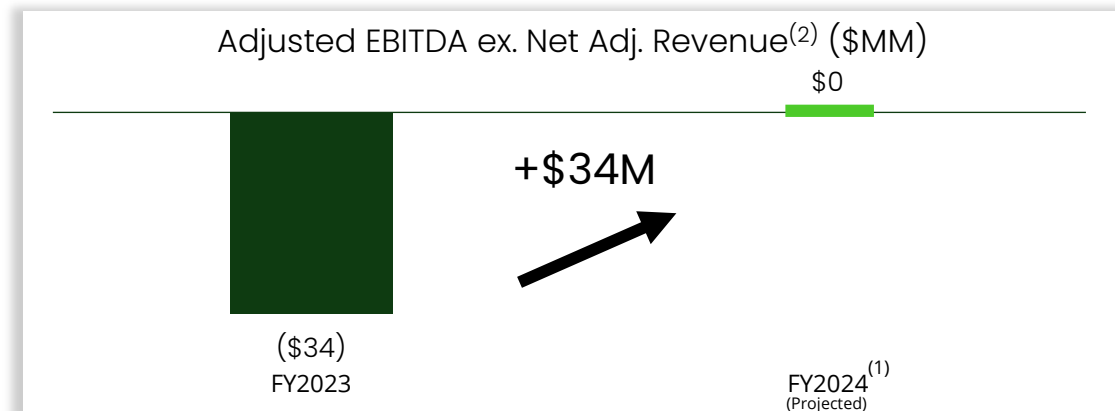 Adjusted EBITDA ex. Net Adj. Revenue(2) ($MM)
$0
+$34M
($34)
FY2023
FY2024(1)
(Projected)